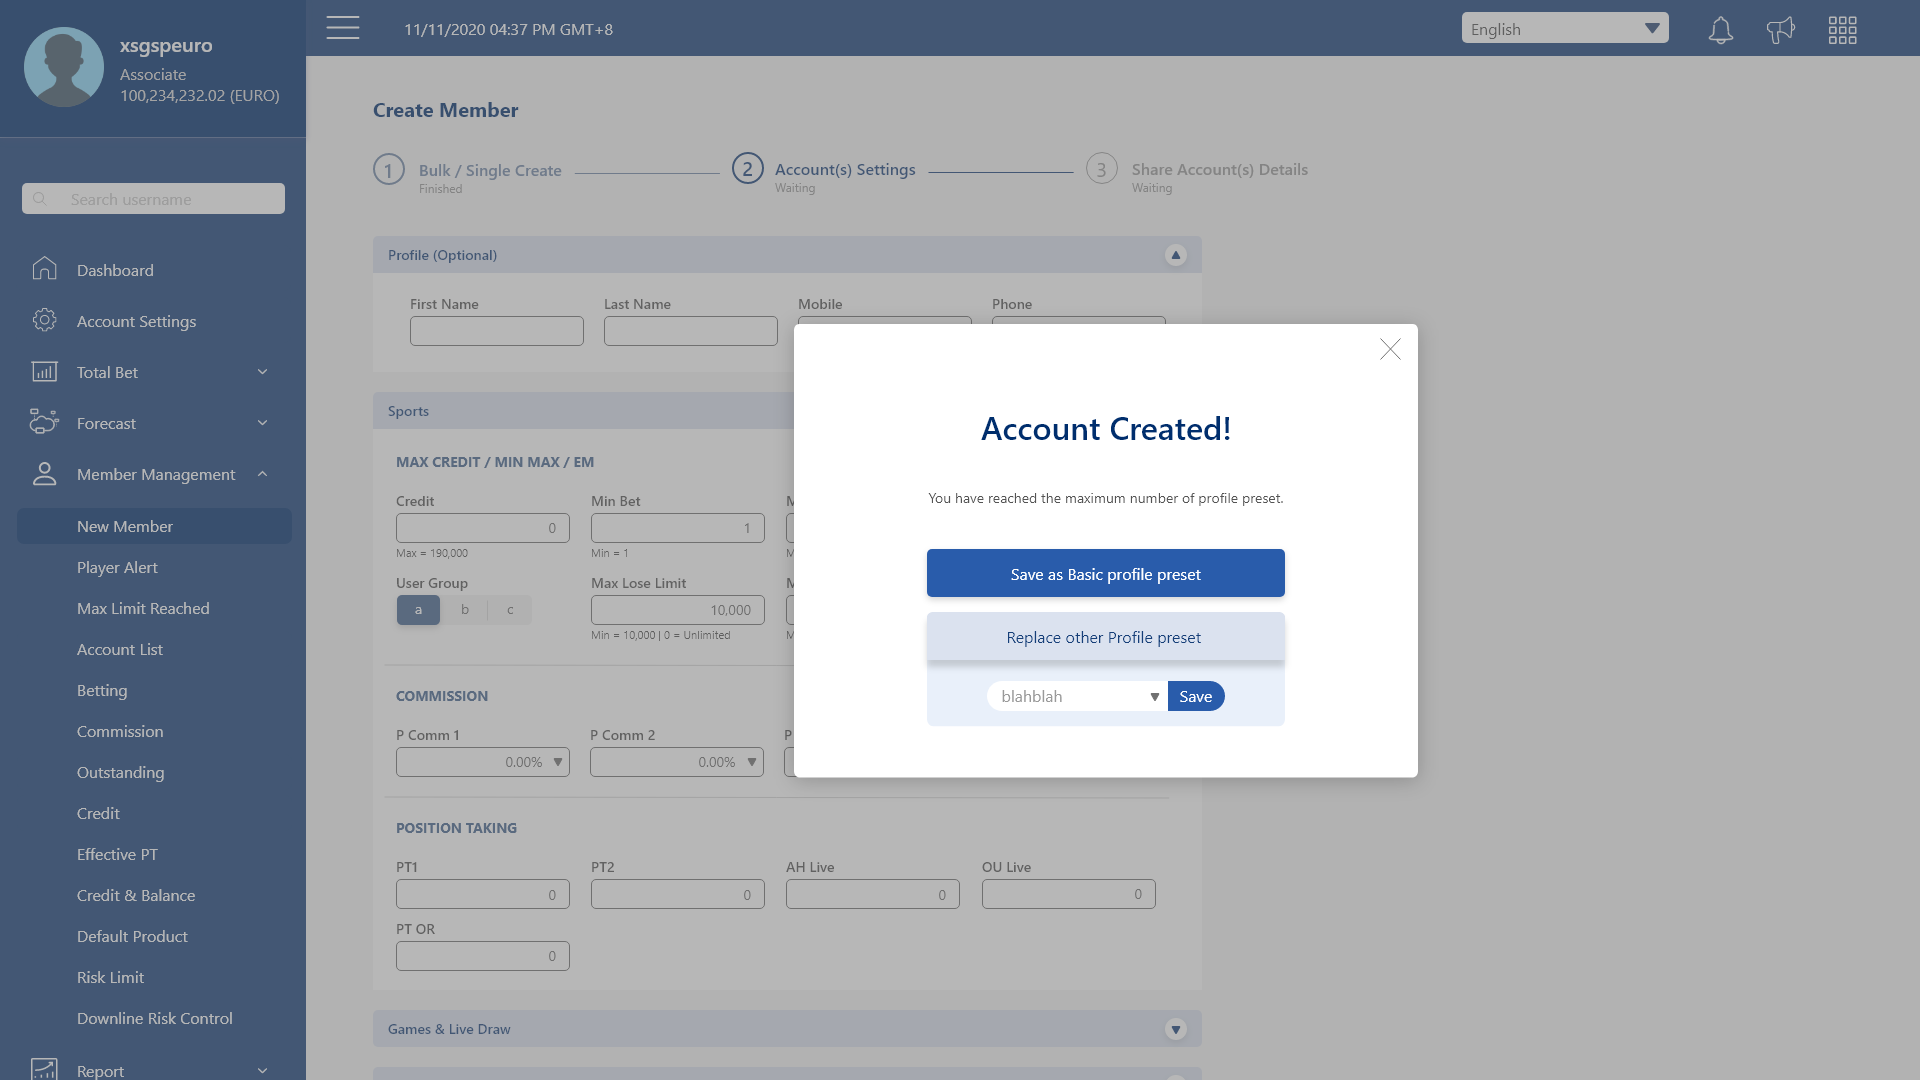 xsgspeuro
Associate
100,234,232.02 (EURO)
Search username
Dashboard
Account Settings
Total Bet
Forecast
Member Management
New Member
Player Alert
Max Limit Reached
Account List
Betting
Commission
Outstanding
Credit
Effective PT
Credit & Balance
Default Product
Risk Limit
Downline Risk Control
Report
11/11/2020 04:37 PM GMT+8
English
Create Member
1 Bulk / Single Create
Finished
2 Account(s) Settings
Waiting
3 Share Account(s) Details
Waiting
Profile (Optional)
First Name Last Name Mobile Phone
Sports
MAX CREDIT / MIN MAX / EM
Credit Min Bet M
0 1
Max = 190,000 Min = 1 M
User Group Max Lose Limit M
a b c 10,000
Min = 10,000 | 0 = Unlimited M
COMMISSION
P Comm 1 P Comm 2 P
0.00% 0.00%
POSITION TAKING
PT1 PT2 AH Live OU Live
0 0 0 0
PT OR
0
Games & Live Draw
Account Created!
You have reached the maximum number of profile preset.
Save as Basic profile preset
Replace other Profile preset
blahblah Save